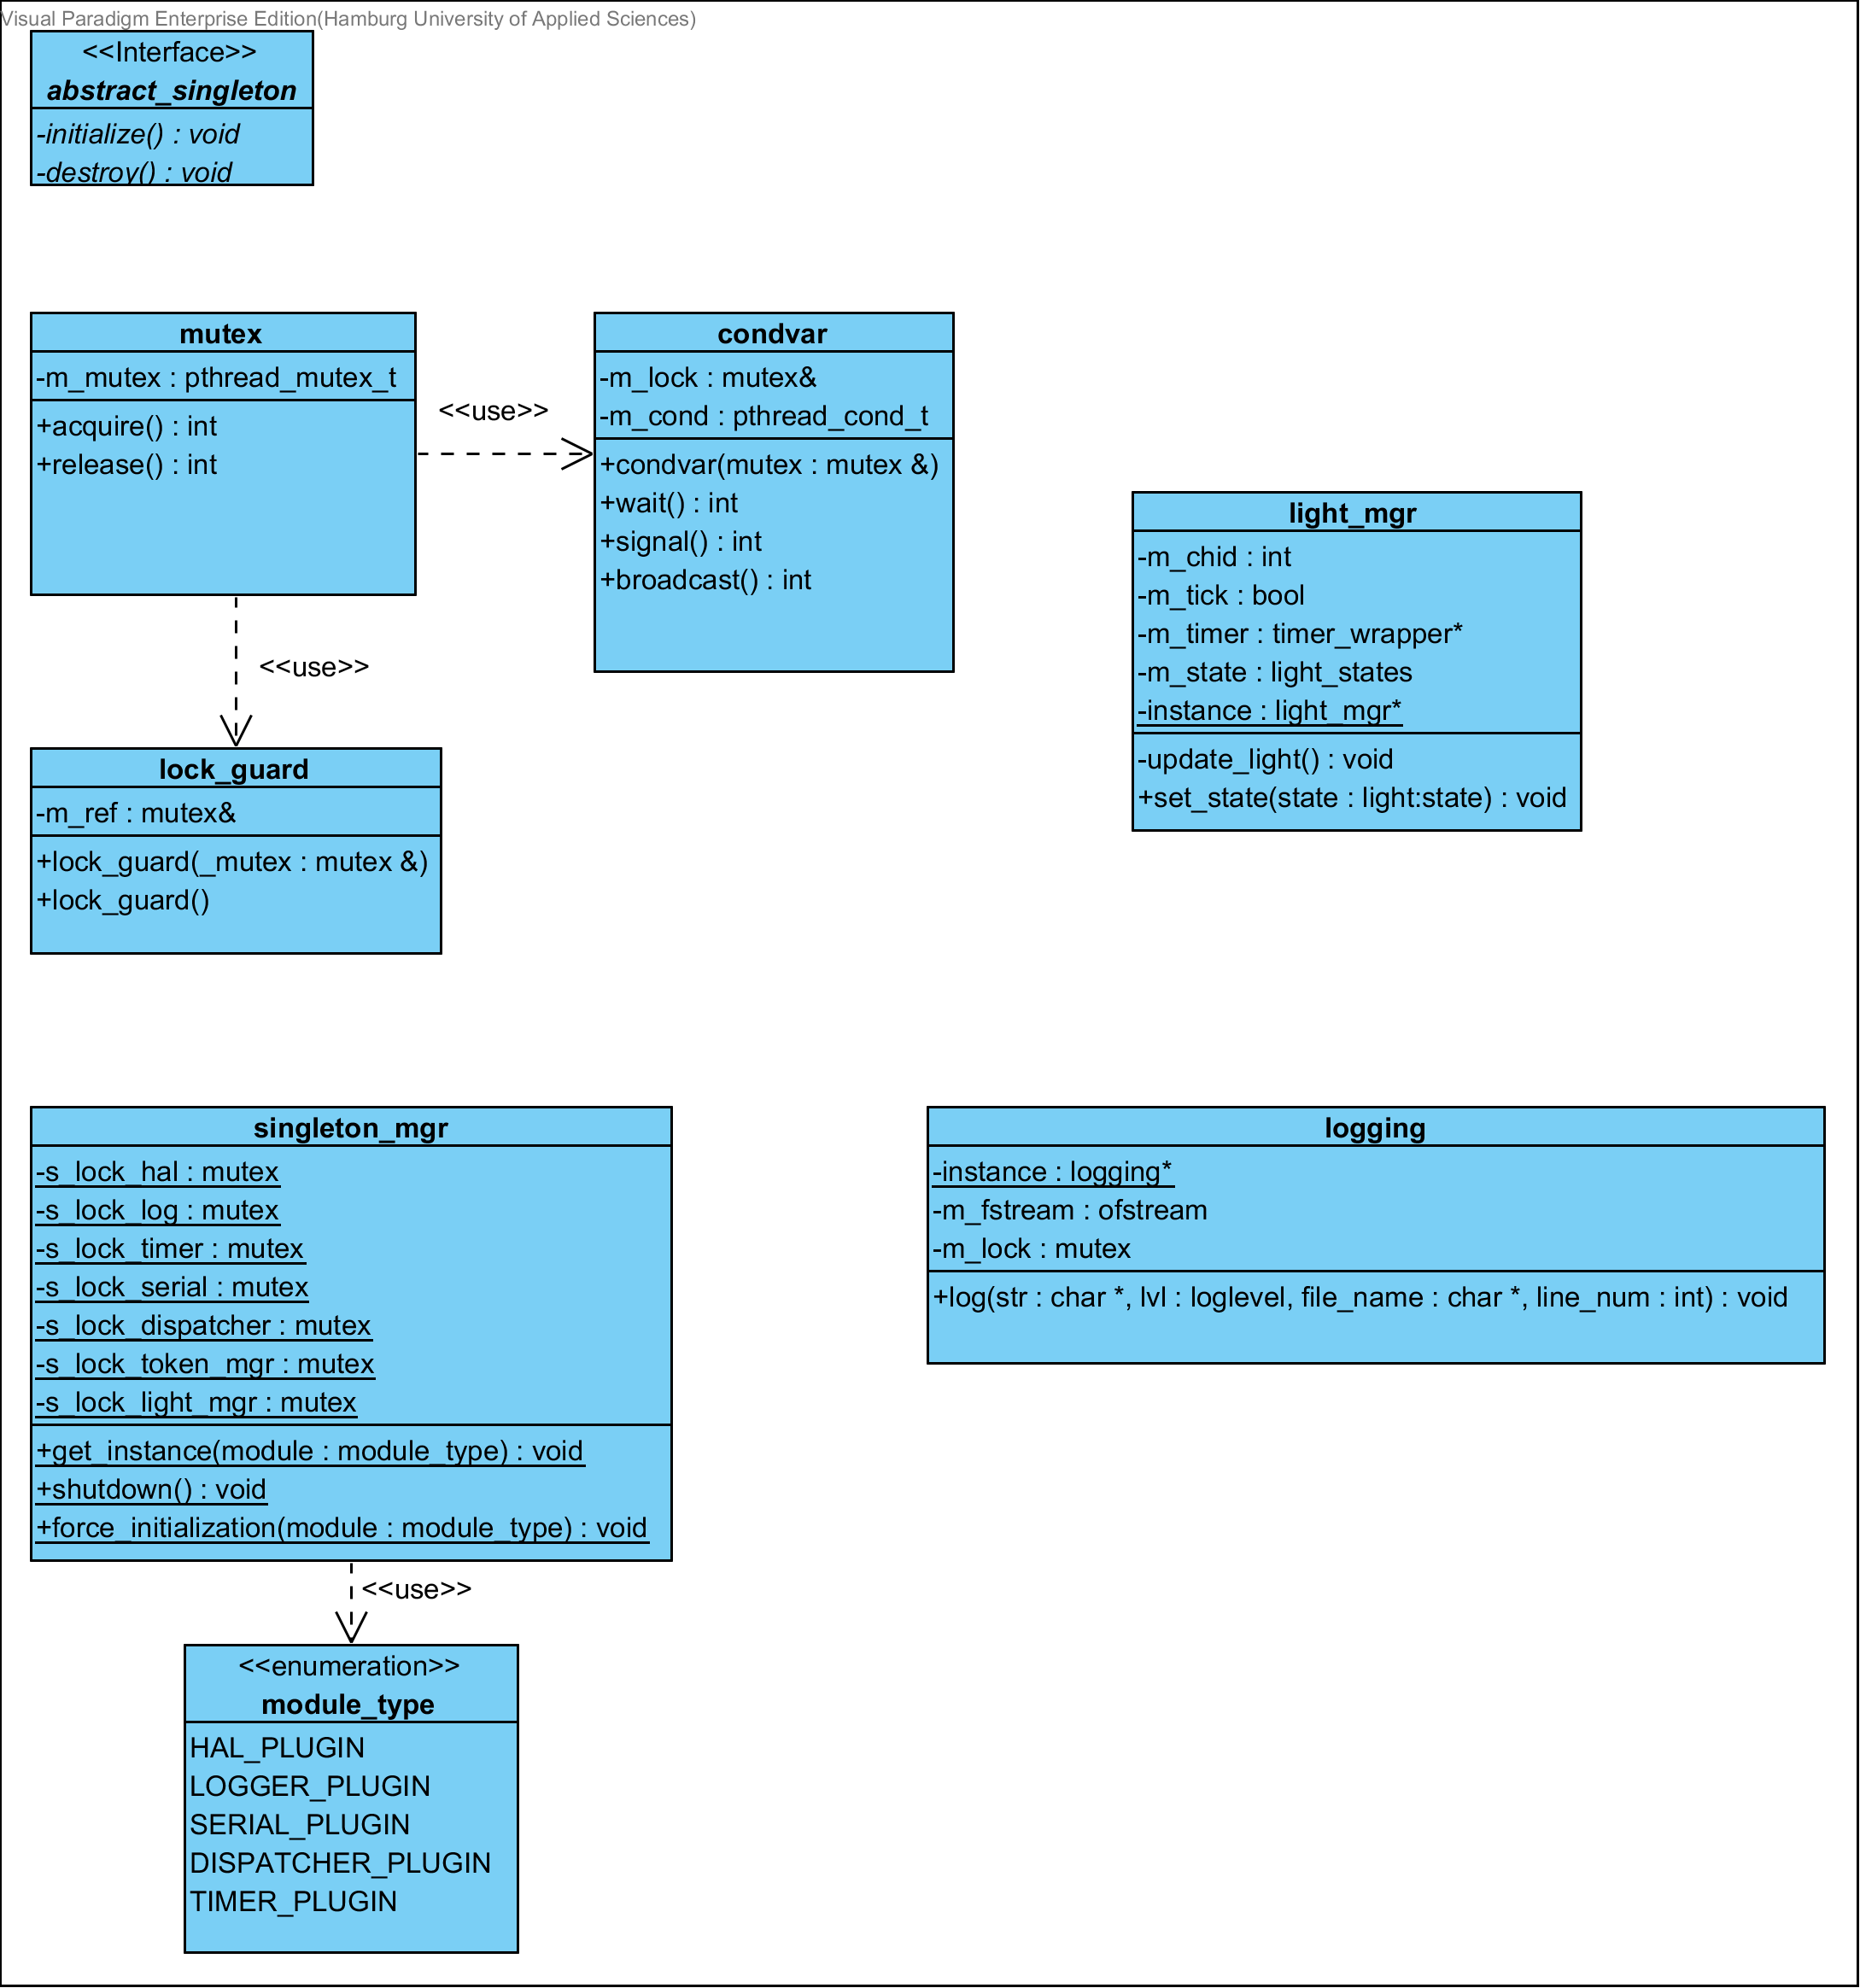 Visual Paradigm Enterprise Edition(Hamburg University of Applied Sciences)
<<Interface>>
abstract_singleton
-initialize() : void
-destroy() : void
mutex
-m_mutex : pthread_mutex_t
+acquire() : int
+release() : int
<<use>>
condvar
-m_lock : mutex&
-m_cond : pthread_cond_t
+condvar(mutex : mutex &)
+wait() : int
+signal() : int
+broadcast() : int
light_mgr
-m_chid : int
-m_tick : bool
-m_timer : timer_wrapper*
-m_state : light_states
-instance : light_mgr*
-update_light() : void
+set_state(state : light:state) : void
<<use>>
lock_guard
-m_ref : mutex&
+lock_guard(_mutex : mutex &)
+lock_guard()
singleton_mgr
-s_lock_hal : mutex
-s_lock_log : mutex
-s_lock_timer : mutex
-s_lock_serial : mutex
-s_lock_dispatcher : mutex
-s_lock_token_mgr : mutex
-s_lock_light_mgr : mutex
+get_instance(module : module_type) : void
+shutdown() : void
+force_initialization(module : module_type) : void
logging
-instance : logging*
-m_fstream : ofstream
-m_lock : mutex
+log(str : char *, lvl : loglevel, file_name : char *, line_num : int) : void
<<use>>
<<enumeration>>
module_type
HAL_PLUGIN
LOGGER_PLUGIN
SERIAL_PLUGIN
DISPATCHER_PLUGIN
TIMER_PLUGIN